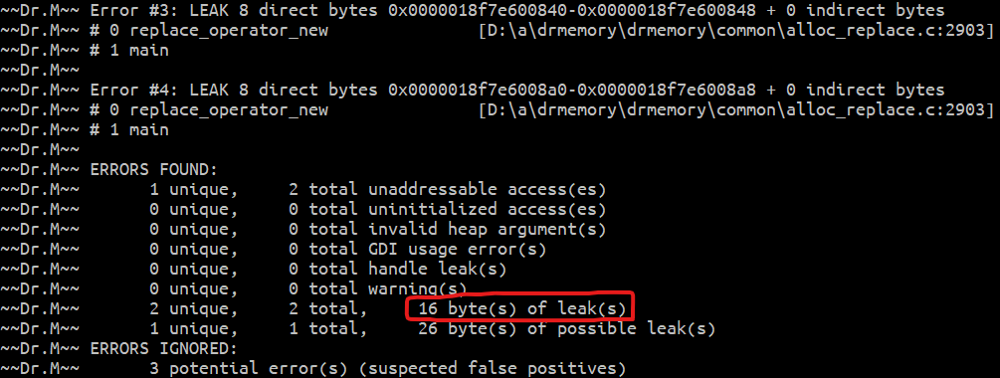 ~~Dr.M~~ Error #3: LEAK 8 direct bytes 0x0000018f7e600840-0x0000018f7e600848 + 0 indirect bytes
~~Dr.M~~ # 0 replace_operator_new               [D:\a\drmemory\drmemory\common\alloc_replace.c:2903]
~~Dr.M~~ # 1 main
~~Dr.M~~
~~Dr.M~~ Error #4: LEAK 8 direct bytes 0x0000018f7e6008a0-0x0000018f7e6008a8 + 0 indirect bytes
~~Dr.M~~ # 0 replace_operator_new               [D:\a\drmemory\drmemory\common\alloc_replace.c:2903]
~~Dr.M~~ # 1 main
~~Dr.M~~
~~Dr.M~~ ERRORS FOUND:
~~Dr.M~~       1 unique,     2 total unaddressable access(es)
~~Dr.M~~       0 unique,     0 total uninitialized access(es)
~~Dr.M~~       0 unique,     0 total invalid heap argument(s)
~~Dr.M~~       0 unique,     0 total GDI usage error(s)
~~Dr.M~~       0 unique,     0 total handle leak(s)
~~Dr.M~~       0 unique,     0 total warning(s)
~~Dr.M~~       2 unique,     2 total,     16 byte(s) of leak(s)
~~Dr.M~~       1 unique,     1 total,     26 byte(s) of possible leak(s)
~~Dr.M~~ ERRORS IGNORED:
~~Dr.M~~       3 potential error(s) (suspected false positives)